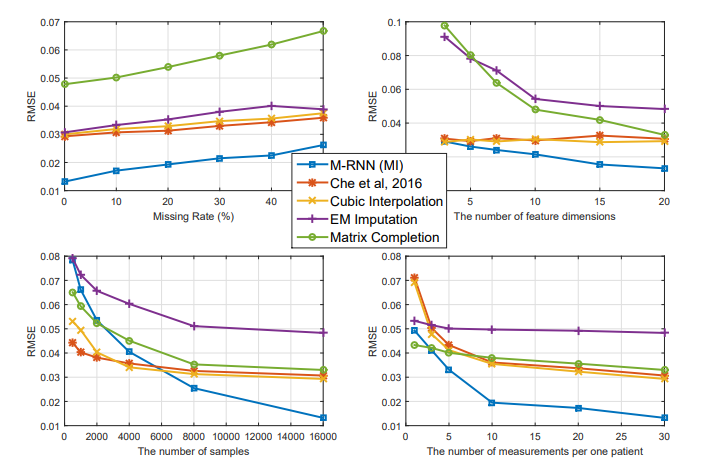 0.07
0.06
0.05
0.04
0.03
0.02
0.01
RMSE
0 10 20 30 40
Missing Rate (%)
0.1
0.08
0.06
0.04
RMSE
5 10 15 20
The number of feature dimensions
M-RNN (MI)
Che et al, 2016
Cubic Interpolation
EM Imputation
Matrix Completion
0.08
0.07
0.06
0.05
0.04
0.03
0.02
0.01
RMSE
0 2000 4000 6000 8000 10000 12000 14000 16000
The number of samples
0.08
0.07
0.06
0.05
0.04
0.03
0.02
0.01
RMSE
0 5 10 15 20 25 30
The number of measurements per one patient